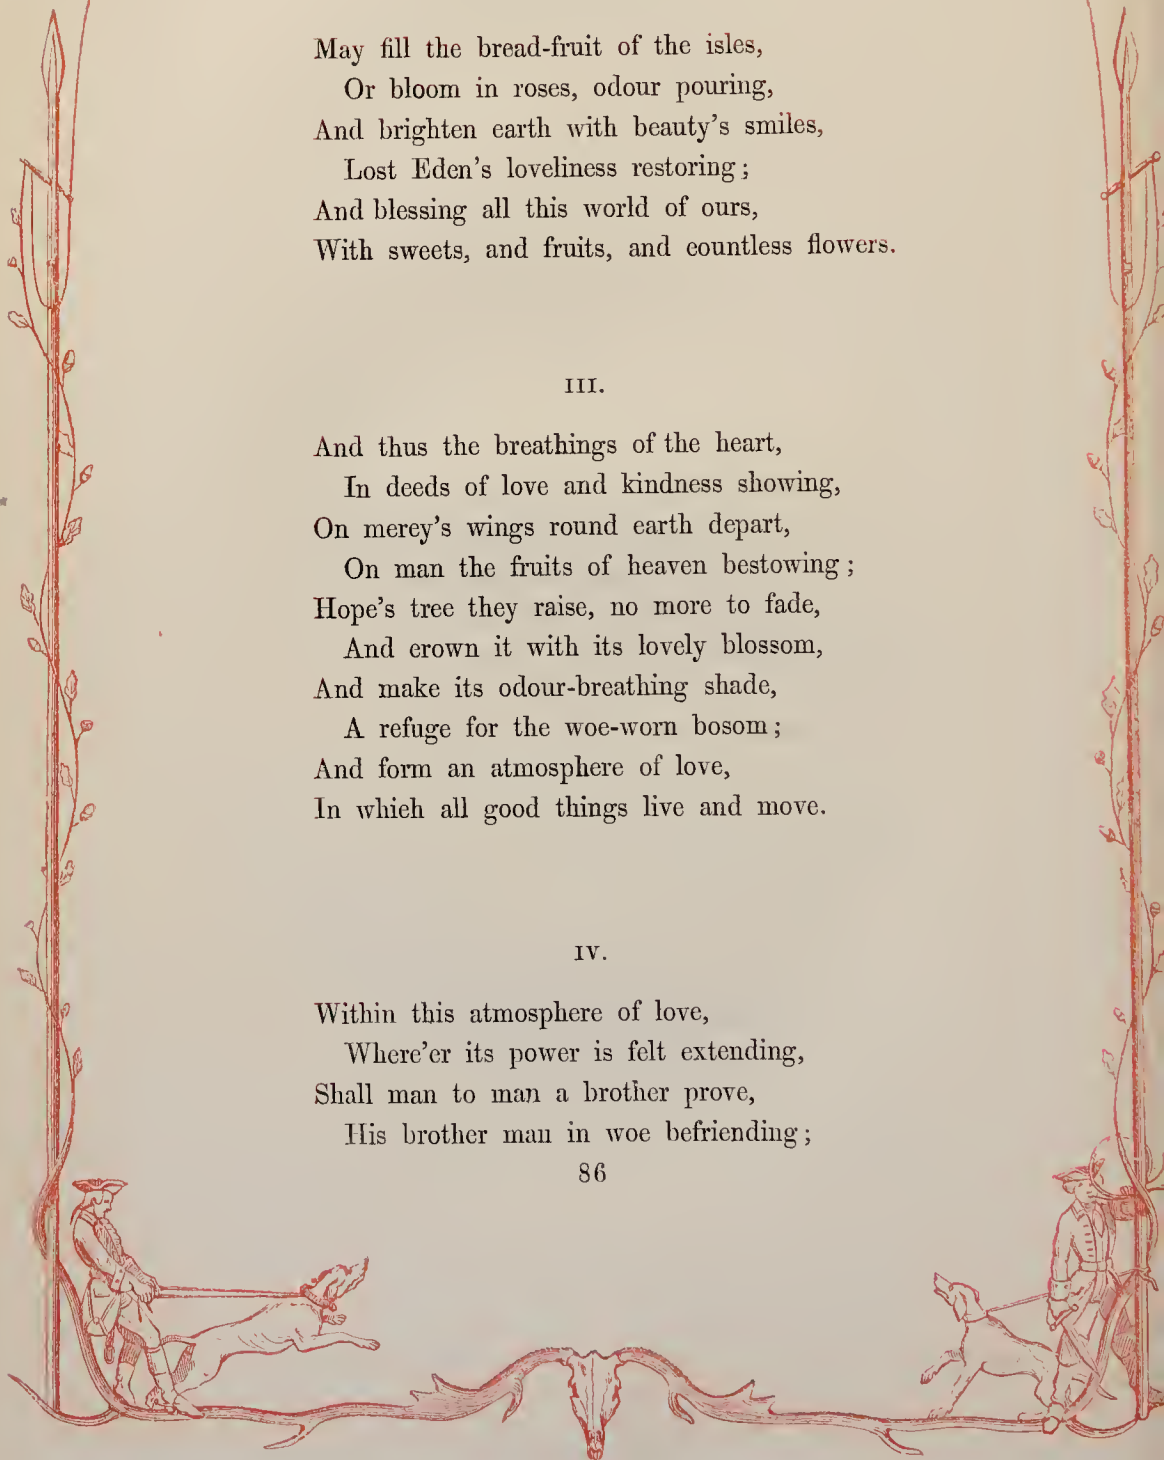 May fill the bread-fruit of the isles,
Or bloom in roses, odour pouring,
And brighten earth with beauty's smiles,
Lost Eden's loveliness restoring;
And blessing all this world of ours,
With sweets, and fruits, and countless flowers.
III.
And thus the breathings of the heart,
In deeds of love and kindness showing,
On mercy's wings round earth depart,
On man the fruits of heaven bestowing;
Hope's tree they raise, no more to fade,
And crown it with its lovely blossom,
And make its odour-breathing shade,
A refuge for the woe-worn bosom;
And form an atmosphere of love,
In which all good things live and move.
IV.
Within this atmosphere of love,
Where'er its power is felt extending,
Shall man to man a brother prove,
His brother man in woe befriending;
86